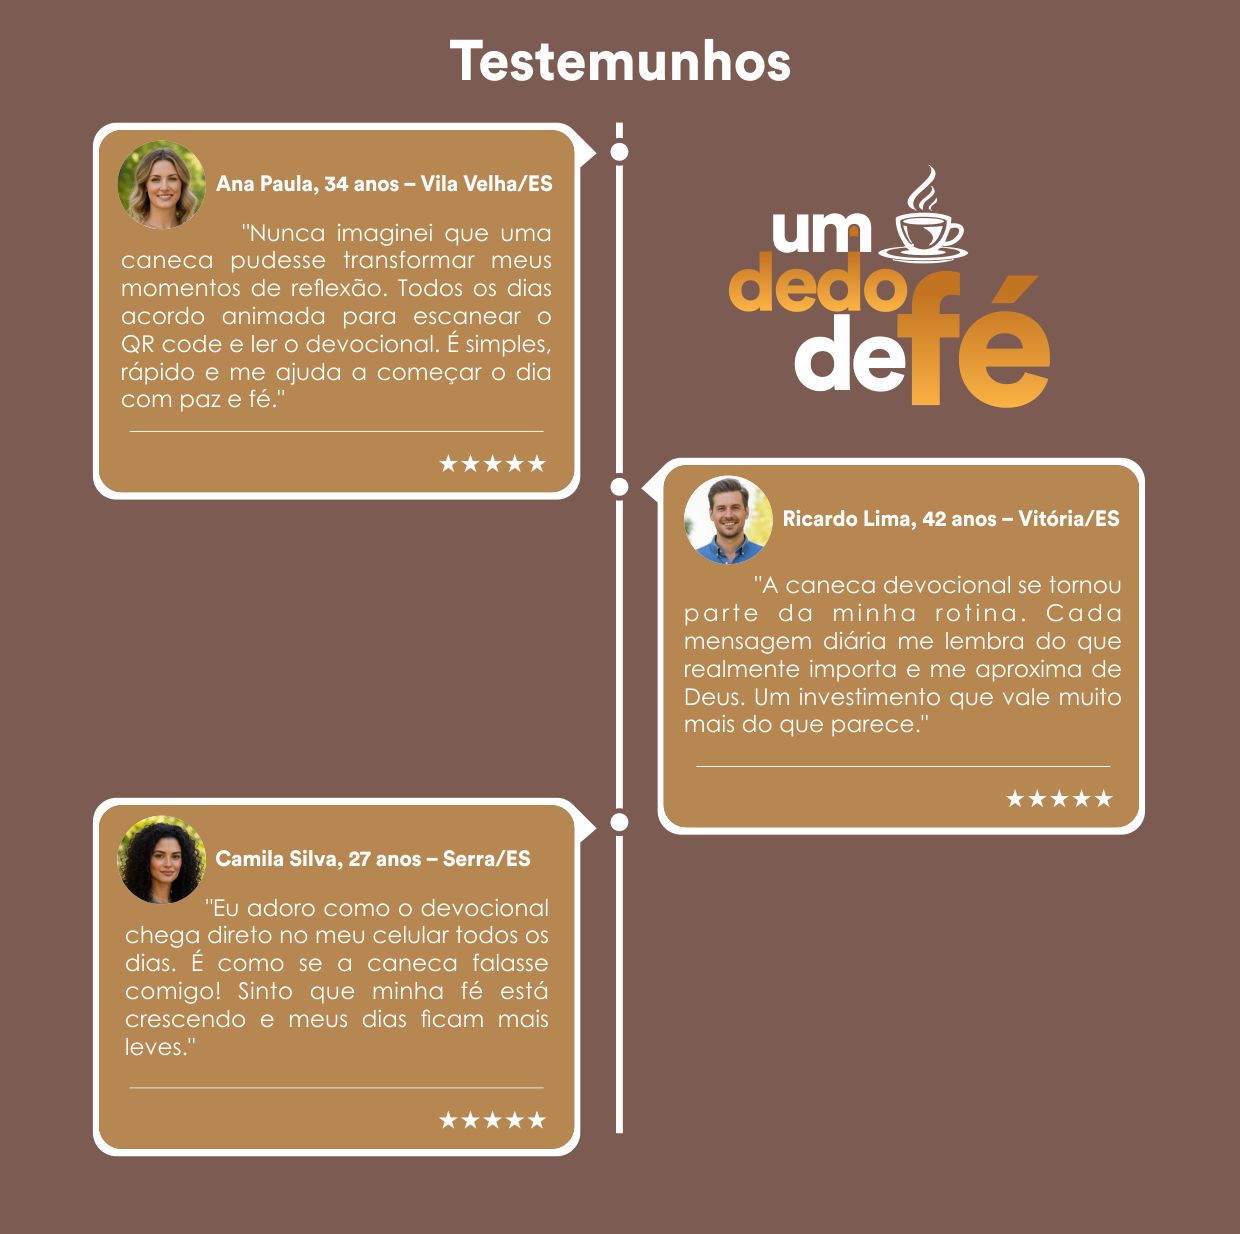 Testemunhos
Ana Paula, 34 anos – Vila Velha/ES
"Nunca imaginei que uma
caneca pudesse transformar meus
momentos de reflexão. Todos os dias
acordo animada para escanear o
QR code e ler o devocional. É simples,
rápido e me ajuda a começar o dia
com paz e fé."
★★★★★
um
dedo
de fé
Ricardo Lima, 42 anos – Vitória/ES
"A caneca devocional se tornou
parte da minha rotina. Cada
mensagem diária me lembra do que
realmente importa e me aproxima de
Deus. Um investimento que vale muito
mais do que parece."
★★★★★
Camila Silva, 27 anos – Serra/ES
"Eu adoro como o devocional
chega direto no meu celular todos os
dias. É como se a caneca falasse
comigo! Sinto que minha fé está
crescendo e meus dias ficam mais
leves."
★★★★★